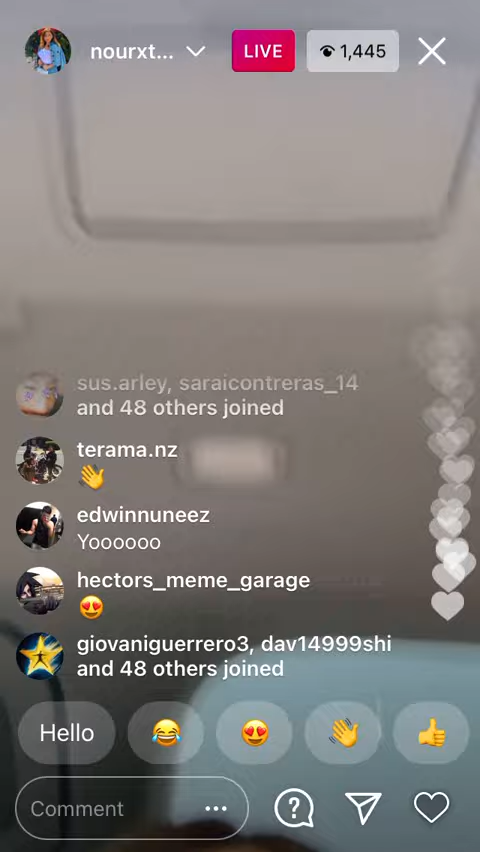 nourxt...
LIVE
1,445
sus.arley, saraicontreras_14
and 48 others joined
terama.nz
👋
edwinnuneez
Yoooooo
hectors_meme_garage
😍
giovaniguerrero3, dav14999shi
and 48 others joined
Hello 😂 😍 👋 👍
Comment ...